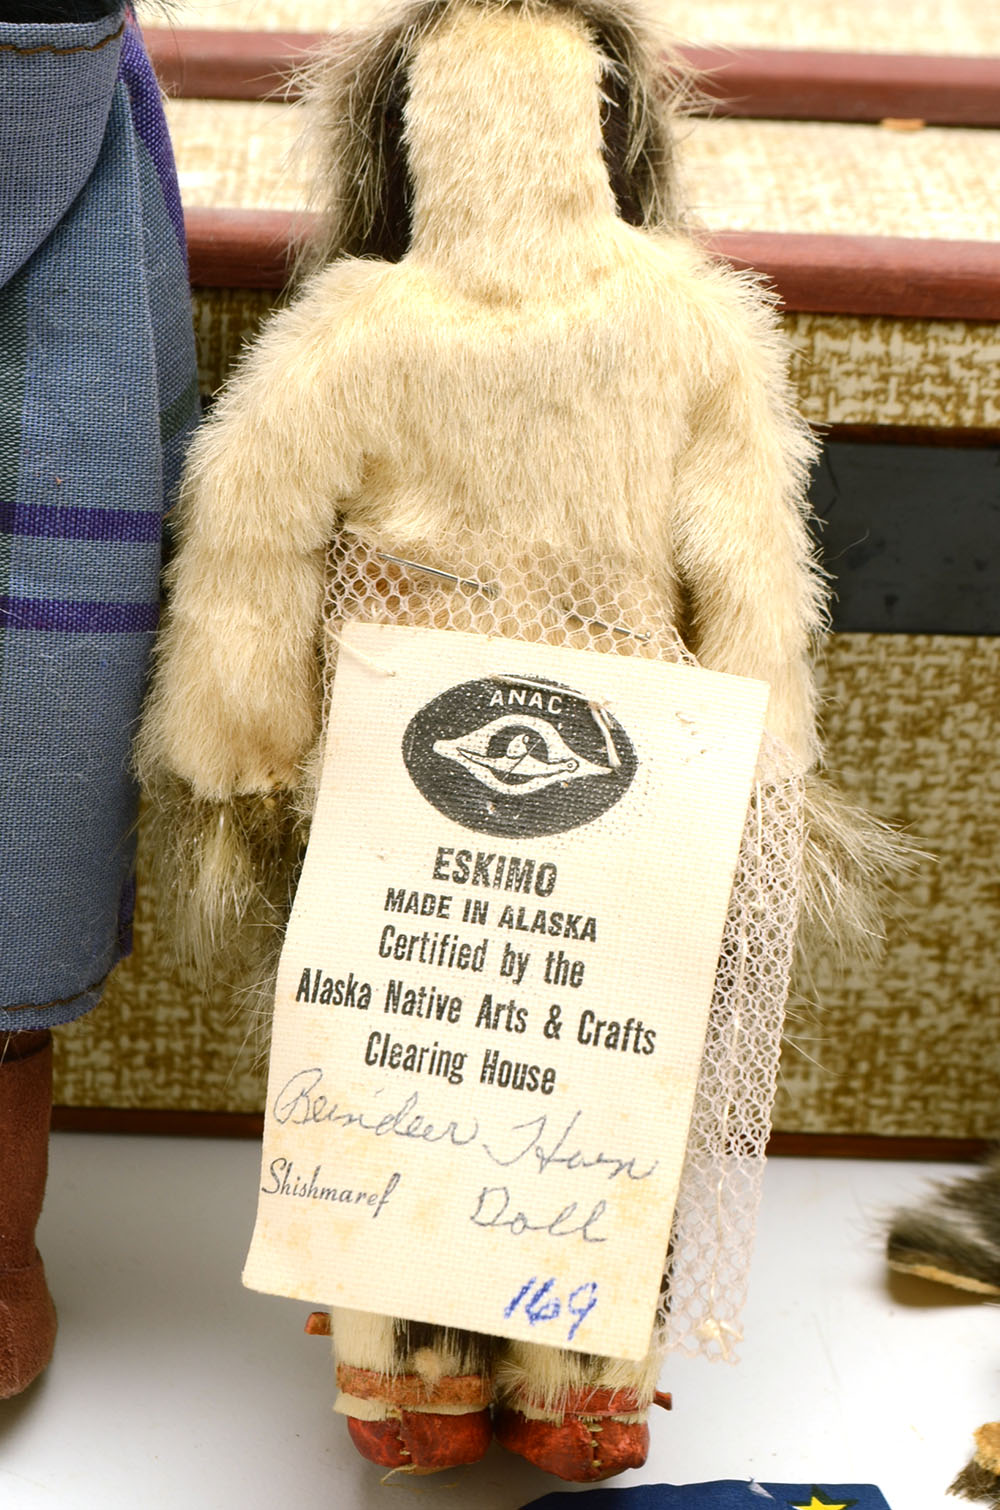 ANAC
ESKIMO
MADE IN ALASKA
Certified by the
Alaska Native Arts & Crafts
Clearing House
Reindeer Horn
Shishmaref Doll
169